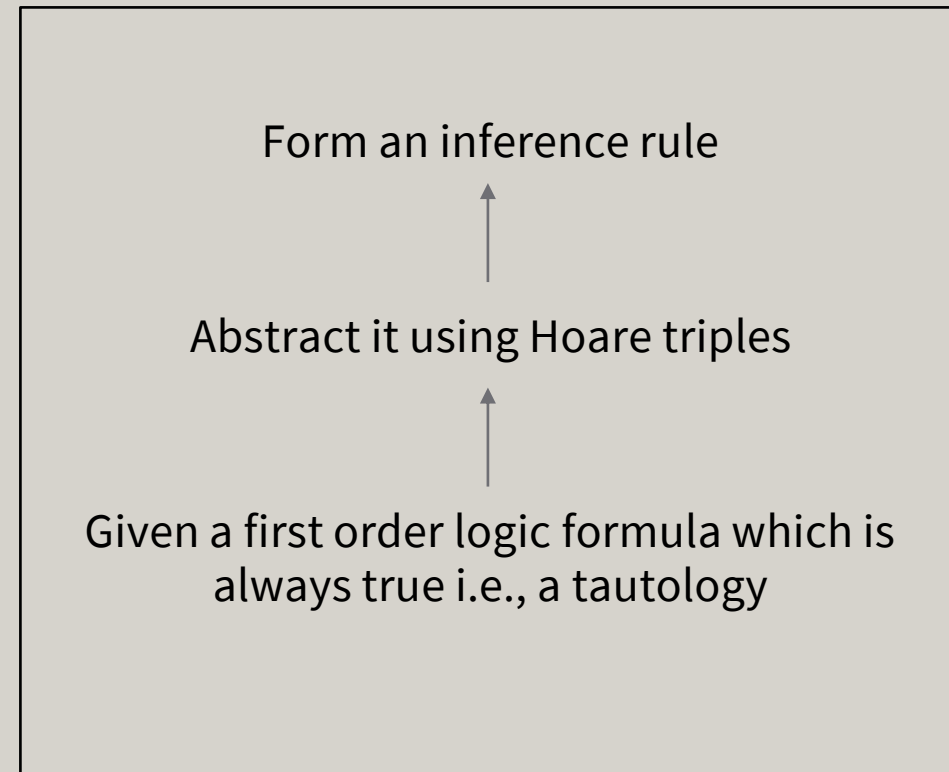 Form an inference rule
Abstract it using Hoare triples
Given a first order logic formula which is
always true i.e., a tautology